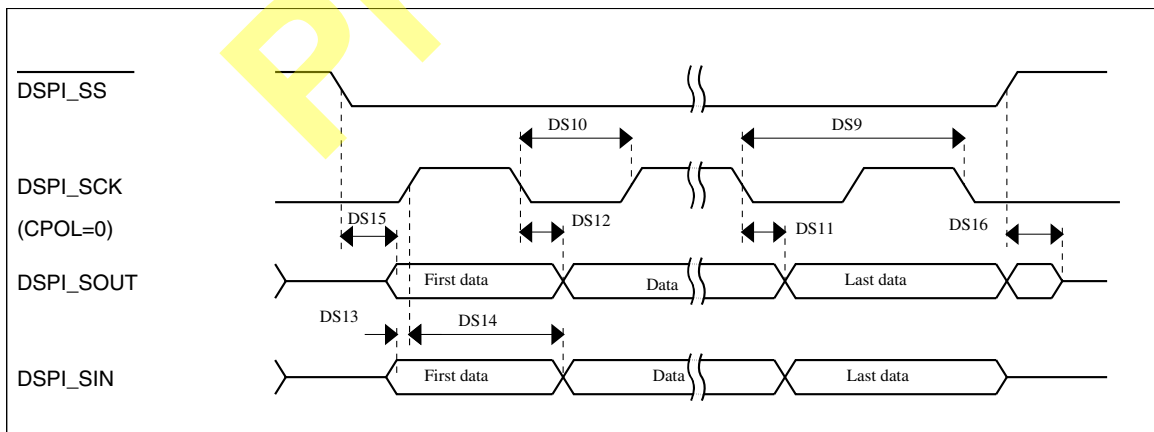 DSPI_SS
DS10
DS9
DSPI_SCK
(CPOL=0)
DS15
DS12
DS11
DS16
DSPI_SOUT
First data
Data
Last data
DS13
DS14
DSPI_SIN
First data
Data
Last data